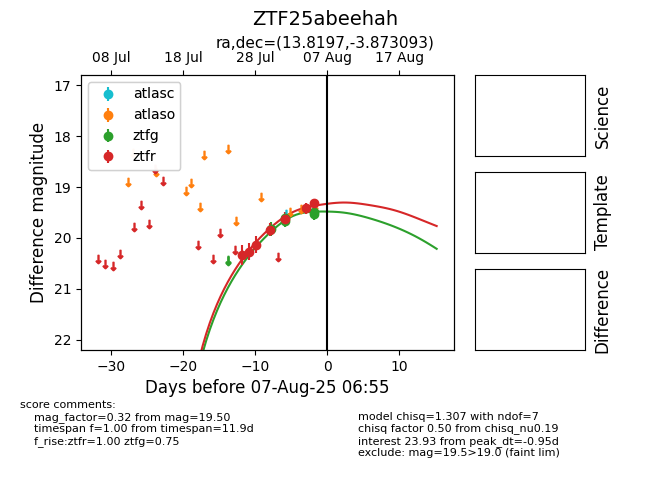 ZTF25abeehah
ra,dec=(13.8197,-3.873093)
08 Jul 18 Jul 28 Jul 07 Aug 17 Aug
atlasc
atlaso
ztfg
ztfr
17
18
19
20
21
22
Difference magnitude
−30 −20 −10 0 10
Days before 07-Aug-25 06:55
Science
Template
Difference
score comments:
mag_factor=0.32 from mag=19.50
timespan f=1.00 from timespan=11.9d
f_rise:ztfr=1.00 ztfg=0.75
model chisq=1.307 with ndof=7
chisq factor 0.50 from chisq_nu0.19
interest 23.93 from peak_dt=-0.95d
exclude: mag=19.5>19.0 (faint lim)